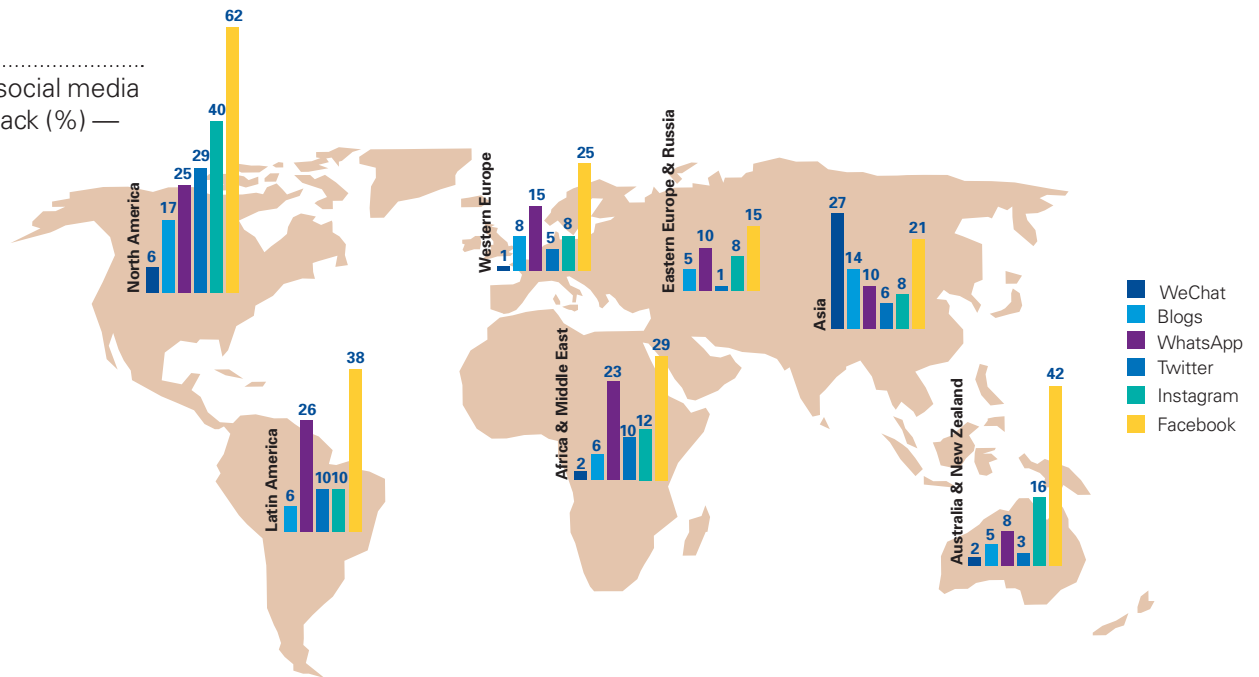 social media
ack (%) —
North America
6
17
25
29
40
62
Western Europe
1
8
15
5
8
25
Eastern Europe & Russia
5
10
1
8
15
Asia
27
14
10
6
8
21
Latin America
6
26
10
10
38
Africa & Middle East
2
6
23
10
12
29
Australia & New Zealand
2
5
8
3
16
42
WeChat
Blogs
WhatsApp
Twitter
Instagram
Facebook